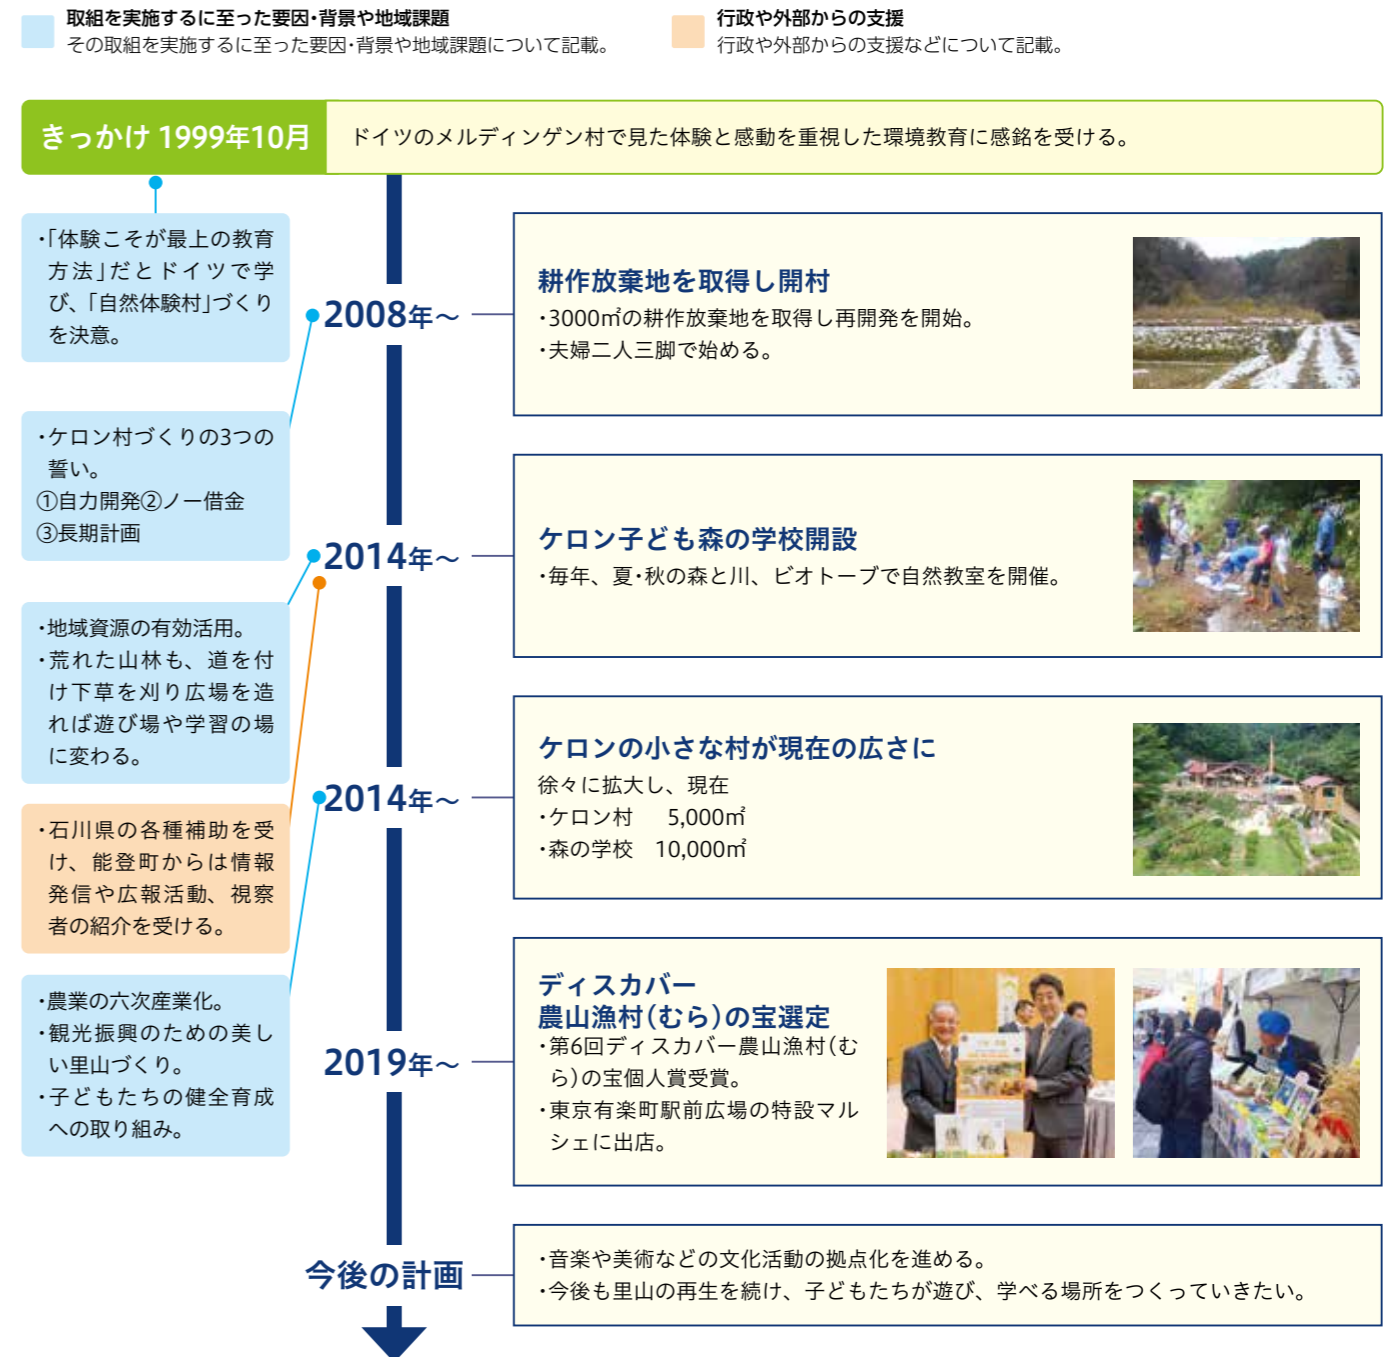 取組を実施するに至った要因・背景や地域課題
その取組を実施するに至った要因・背景や地域課題について記載。
行政や外部からの支援
行政や外部からの支援などについて記載。
きっかけ 1999年10月
ドイツのメルディンゲン村で見た体験と感動を重視した環境教育に感銘を受ける。
・「体験こそが最上の教育
方法」だとドイツで学
び、「自然体験村」づくり
を決意。
2008年～
耕作放棄地を取得し開村
・3000㎡の耕作放棄地を取得し再開発を開始。
・夫婦二人三脚で始める。
・ケロン村づくりの3つの
誓い。
①自力開発②ノー借金
③長期計画
2014年～
ケロン子ども森の学校開設
・毎年、夏・秋の森と川、ビオトーブで自然教室を開催。
・地域資源の有効活用。
・荒れた山林も、道を付
け下草を刈り広場を造
れば遊び場や学習の場
に変わる。
・石川県の各種補助を受
け、能登町からは情報
発信や広報活動、視察
者の紹介を受ける。
2014年～
ケロンの小さな村が現在の広さに
徐々に拡大し、現在
・ケロン村 5,000㎡
・森の学校 10,000㎡
・農業の六次産業化。
・観光振興のための美し
い里山づくり。
・子どもたちの健全育成
への取り組み。
2019年～
ディスカバー
農山漁村（むら）の宝選定
・第6回ディスカバー農山漁村（む
ら）の宝個人賞受賞。
・東京有楽町駅前広場の特設マル
シェに出店。
今後の計画
・音楽や美術などの文化活動の拠点化を進める。
・今後も里山の再生を続け、子どもたちが遊び、学べる場所をつくっていきたい。